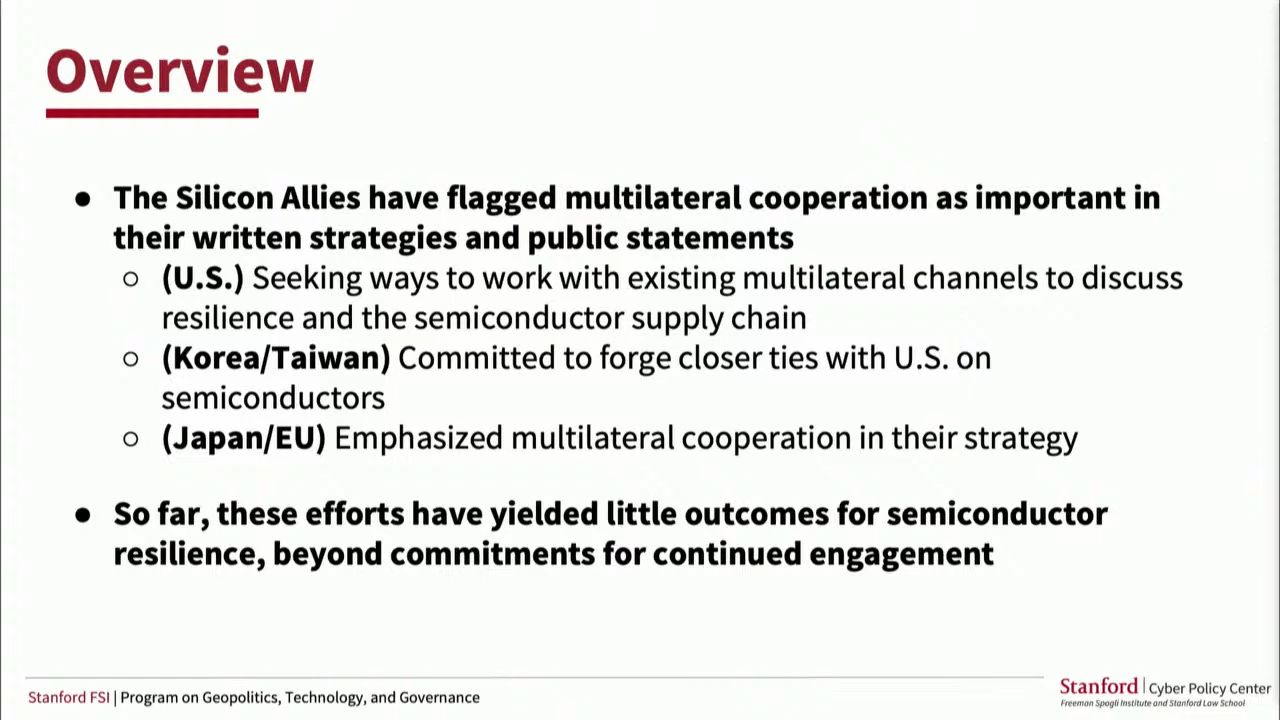 Overview
● The Silicon Allies have flagged multilateral cooperation as important in
their written strategies and public statements
○ (U.S.) Seeking ways to work with existing multilateral channels to discuss
resilience and the semiconductor supply chain
○ (Korea/Taiwan) Committed to forge closer ties with U.S. on
semiconductors
○ (Japan/EU) Emphasized multilateral cooperation in their strategy
● So far, these efforts have yielded little outcomes for semiconductor
resilience, beyond commitments for continued engagement
Stanford FSI | Program on Geopolitics, Technology, and Governance
Stanford | Cyber Policy Center
Freeman Spogli Institute and Stanford Law School